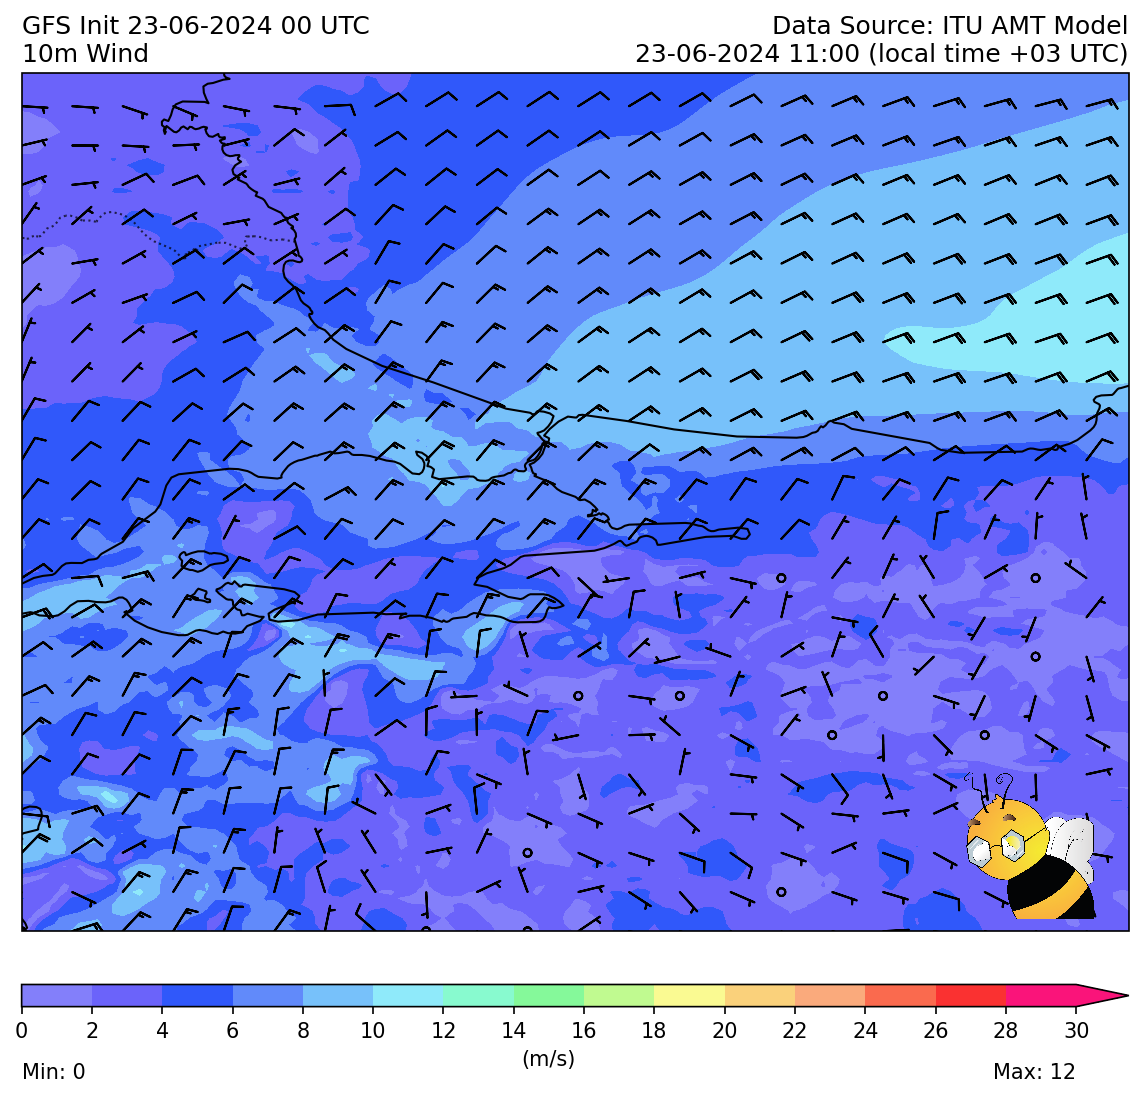 GFS Init 23-06-2024 00 UTC
Data Source: ITU AMT Model
10m Wind
23-06-2024 11:00 (local time +03 UTC)
0 2 4 6 8 10 12 14 16 18 20 22 24 26 28 30
(m/s)
Min: 0
Max: 12